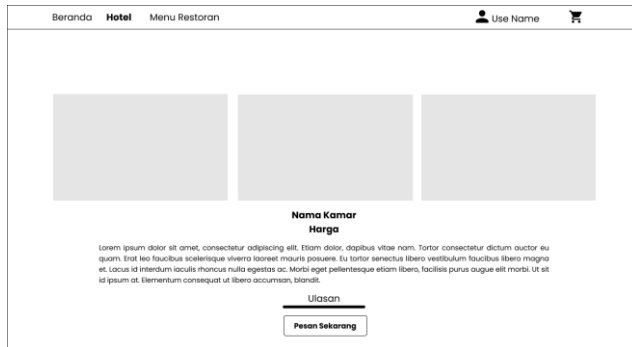 Beranda Hotel Menu Restoran Use Name
Nama Kamar
Harga
Lorem ipsum dolor sit amet, consectetur adipiscing elit. Etiam dolor, dapibus vitae nam. Tortor consectetur dictum auctor eu
quam. Erat leo faucibus scelerisque viverra laoreet mauris posuere. Eu tortor senectus libero vestibulum faucibus libero magna
et. Lacus id interdum iaculis rhoncus nulla egestas ac. Morbi eget pellentesque etiam libero, facilisis purus augue elit morbi. Ut sit
id ipsum at. Elementum consequat ut libero accumsan, blandit.
Ulasan
Pesan Sekarang